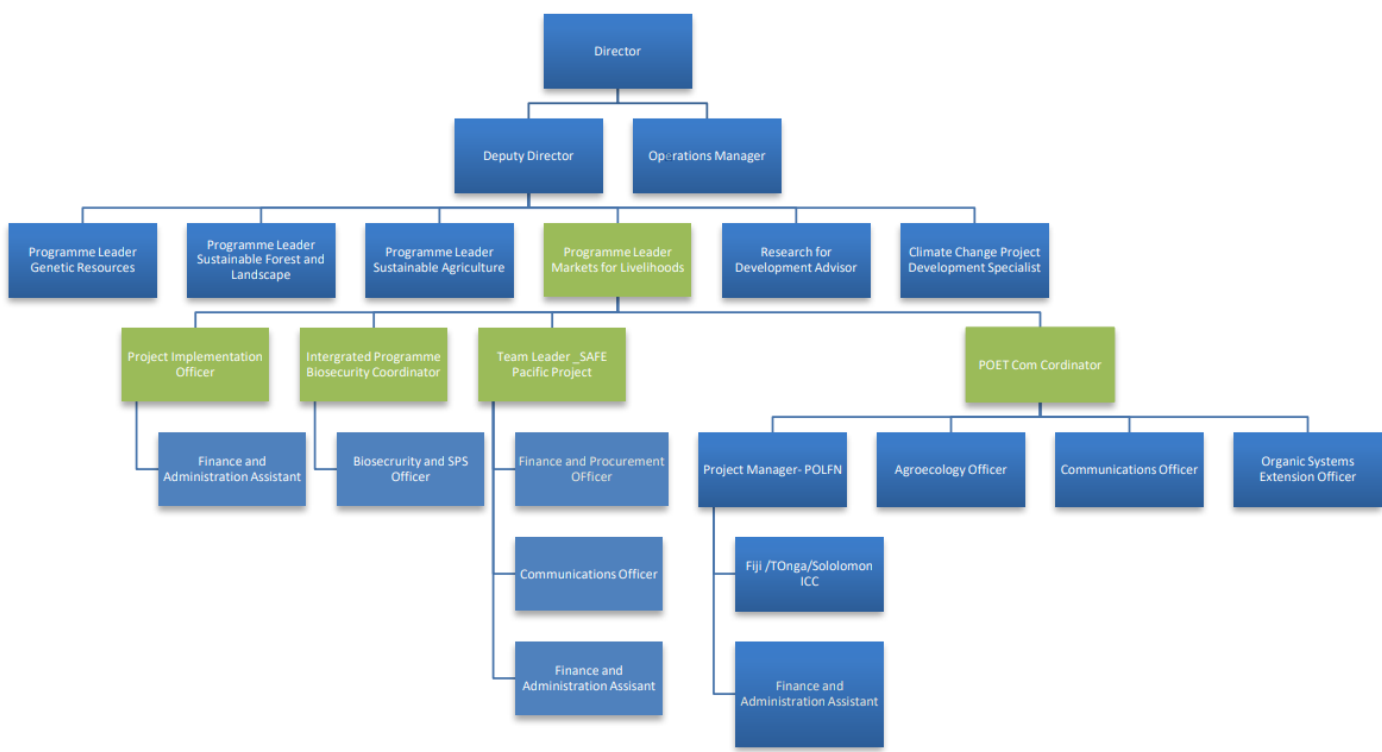 Director
Deputy Director
Operations Manager
Programme Leader
Genetic Resources
Programme Leader
Sustainable Forest and
Landscape
Programme Leader
Sustainable Agriculture
Programme Leader
Markets for Livelihoods
Research for
Development Advisor
Climate Change Project
Development Specialist
Project Implementation
Officer
Intergrated Programme
Biosecurity Coordinator
Team Leader _SAFE
Pacific Project
POET Com Cordinator
Finance and
Administration Assistant
Biosecrurity and SPS
Officer
Finance and Procurement
OFficer
Project Manager- POLFN
Agroecology Officer
Communications Officer
Organic Systems
Extension Officer
Communications Officer
Fiji /TOnga/Sololomon
ICC
Finance and
Administration Assisant
Finance and
Administration Assistant